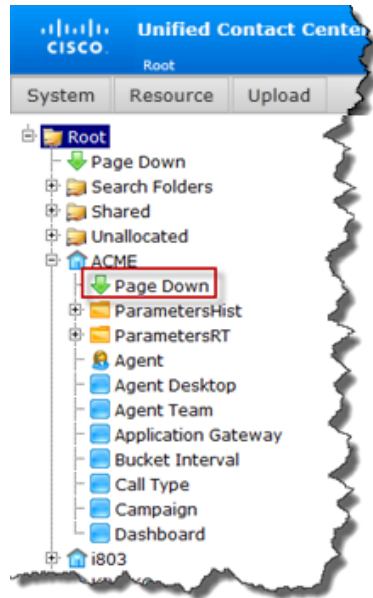 CISCO
Unified Contact Center
Root
System Resource Upload
Root
Page Down
Search Folders
Shared
Unallocated
ACME
Page Down
ParametersHist
ParametersRT
Agent
Agent Desktop
Agent Team
Application Gateway
Bucket Interval
Call Type
Campaign
Dashboard
i803